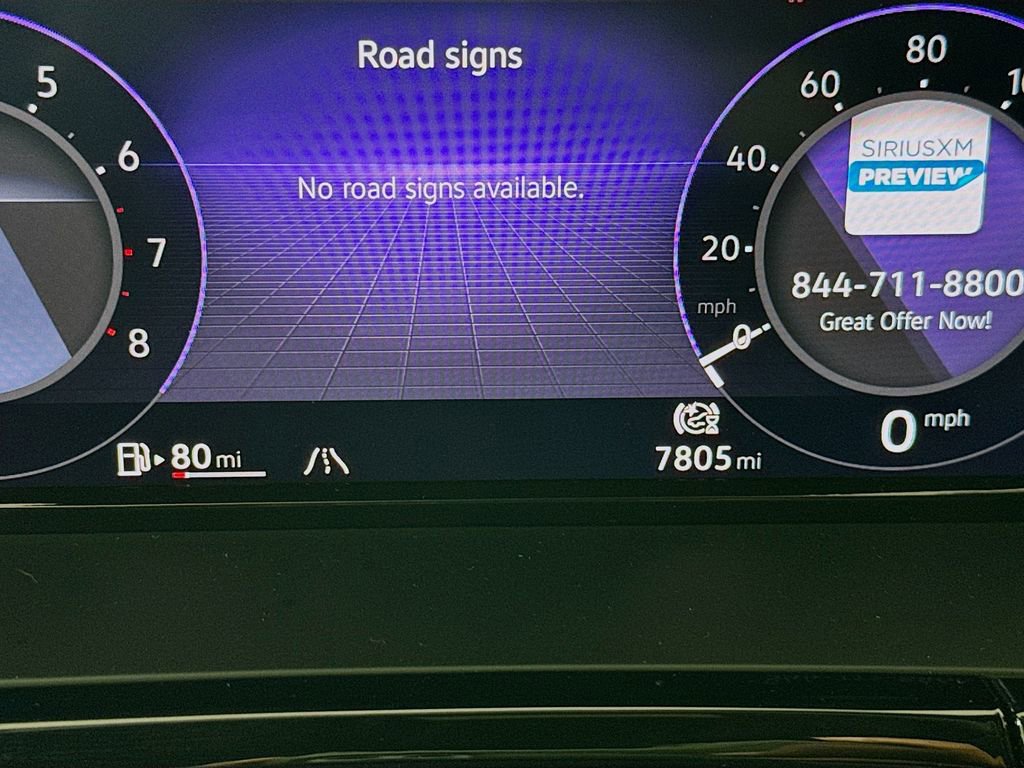 Road signs
No road signs available.
5
6
7
8
80
60
40
20
mph
0
SIRIUSXM
PREVIEW
844-711-8800
Great Offer Now!
0 mph
80 mi
7805 mi